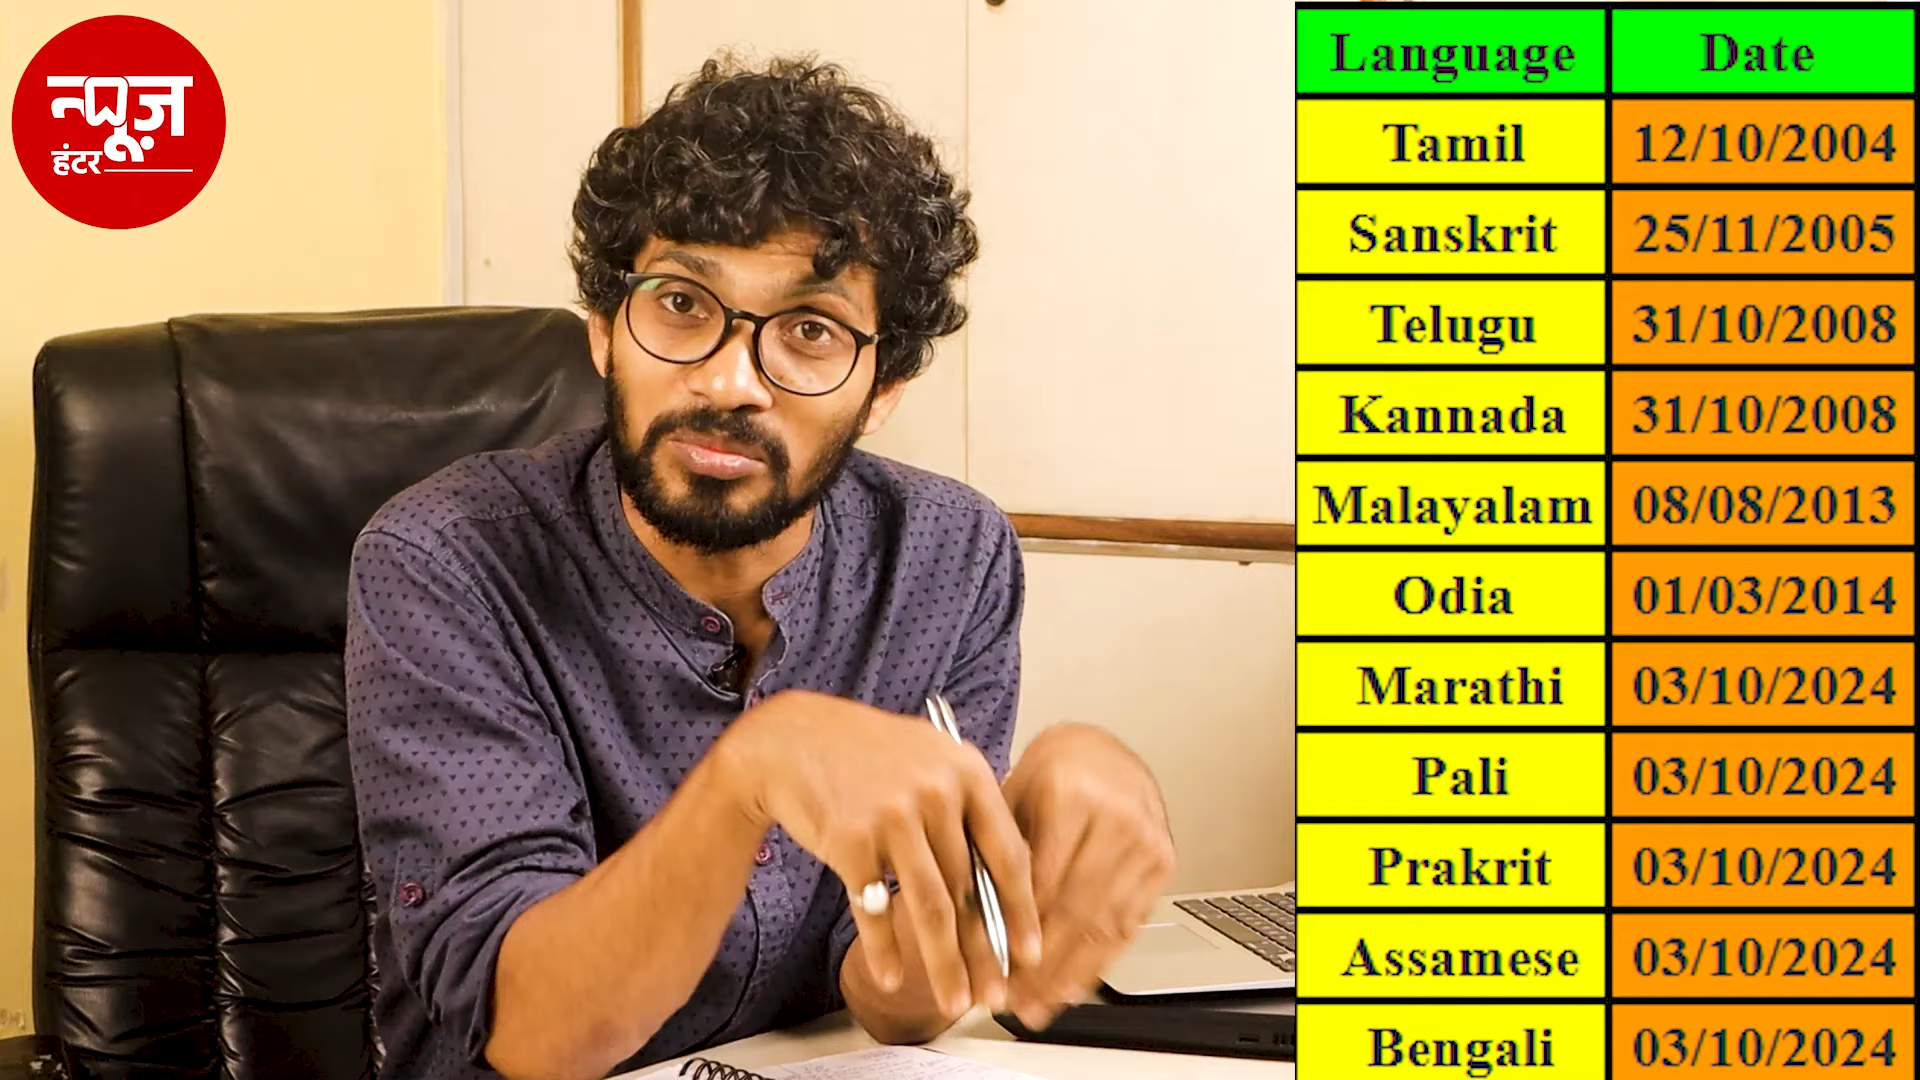 न्यूज़
हंटर
Language Date
Tamil 12/10/2004
Sanskrit 25/11/2005
Telugu 31/10/2008
Kannada 31/10/2008
Malayalam 08/08/2013
Odia 01/03/2014
Marathi 03/10/2024
Pali 03/10/2024
Prakrit 03/10/2024
Assamese 03/10/2024
Bengali 03/10/2024